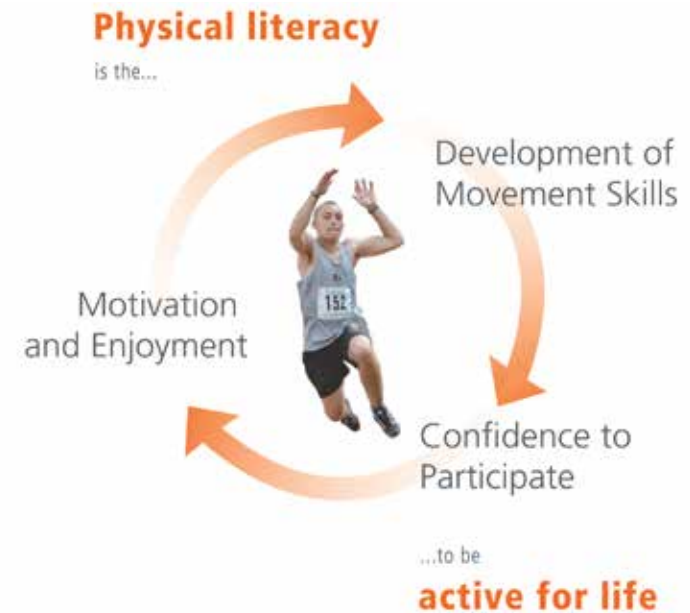 Physical literacy
is the...
Development of
Movement Skills
Motivation
and Enjoyment
152
Confidence to
Participate
...to be
active for life